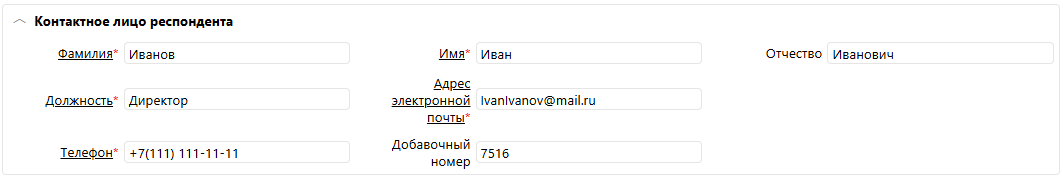 Контактное лицо респондента
Фамилия* Иванов Имя* Иван Отчество Иванович
Должность* Директор Адрес электронной почты* IvanIvanov@mail.ru
Телефон* +7(111) 111-11-11 Добавочный номер 7516